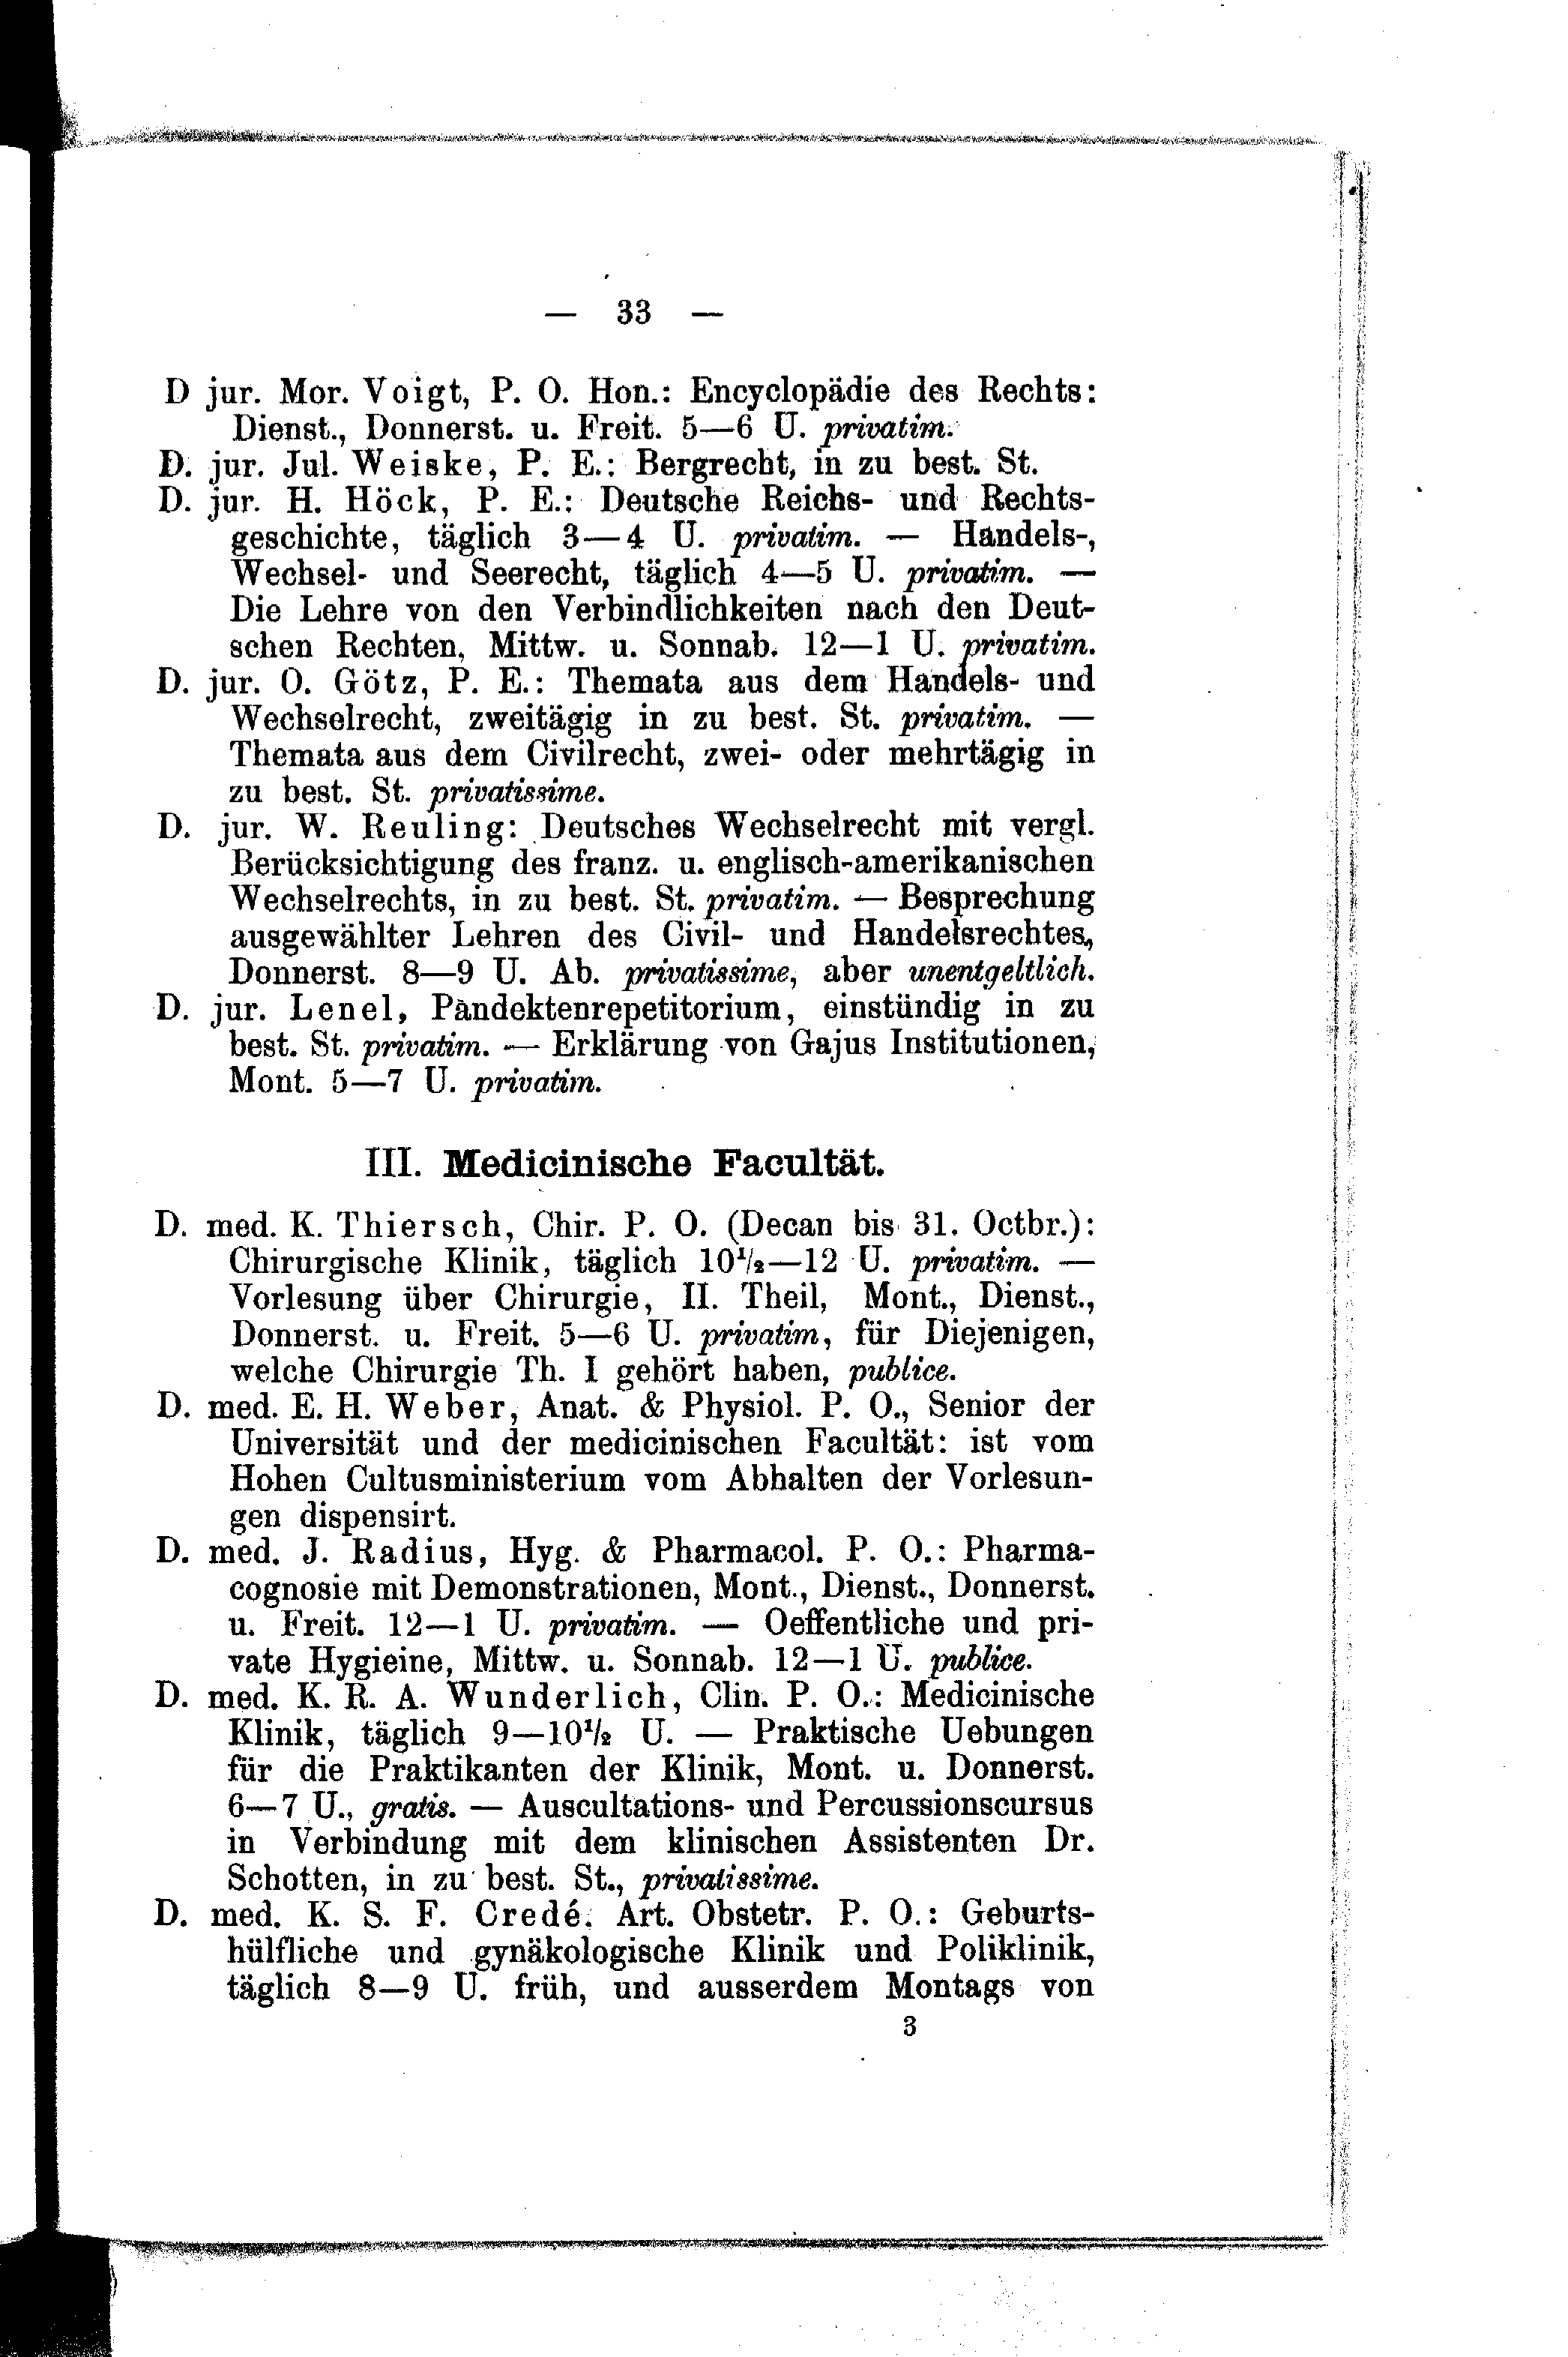 — 33 —
D jur. Mor. Voigt, P. O. Hon.: Encyclopädie des Rechts:
Dienst., Donnerst. u. Freit. 5—6 U. privatim.
D. jur. Jul. Weiske, P. E.: Bergrecht, in zu best. St.
D. jur. H. Höck, P. E.: Deutsche Reichs- und Rechts-
geschichte, täglich 3—4 U. privatim. — Handels-,
Wechsel- und Seerecht, täglich 4—5 U. privatim. —
Die Lehre von den Verbindlichkeiten nach den Deut-
schen Rechten, Mittw. u. Sonnab. 12—1 U. privatim.
D. jur. O. Götz, P. E.: Themata aus dem Handels- und
Wechselrecht, zweitägig in zu best. St. privatim. —
Themata aus dem Civilrecht, zwei- oder mehrtägig in
zu best. St. privatissime.
D. jur. W. Reuling: Deutsches Wechselrecht mit vergl.
Berücksichtigung des franz. u. englisch-amerikanischen
Wechselrechts, in zu best. St. privatim. — Besprechung
ausgewählter Lehren des Civil- und Handelsrechtes,
Donnerst. 8—9 U. Ab. privatissime, aber unentgeltlich.
D. jur. Lenel, Pandektenrepetitorium, einstündig in zu
best. St. privatim. — Erklärung von Gajus Institutionen,
Mont. 5—7 U. privatim.
III. Medicinische Facultät.
D. med. K. Thiersch, Chir. P. O. (Decan bis 31. Octbr.):
Chirurgische Klinik, täglich 10½—12 U. privatim. —
Vorlesung über Chirurgie, II. Theil, Mont., Dienst.,
Donnerst. u. Freit. 5—6 U. privatim, für Diejenigen,
welche Chirurgie Th. I gehört haben, publice.
D. med. E. H. Weber, Anat. & Physiol. P. O., Senior der
Universität und der medicinischen Facultät: ist vom
Hohen Cultusministerium vom Abhalten der Vorlesun-
gen dispensirt.
D. med. J. Radius, Hyg. & Pharmacol. P. O.: Pharma-
cognosie mit Demonstrationen, Mont., Dienst., Donnerst.
u. Freit. 12—1 U. privatim. — Oeffentliche und pri-
vate Hygieine, Mittw. u. Sonnab. 12—1 U. publice.
D. med. K. R. A. Wunderlich, Clin. P. O.: Medicinische
Klinik, täglich 9—10½ U. — Praktische Uebungen
für die Praktikanten der Klinik, Mont. u. Donnerst.
6—7 U., gratis. — Auscultations- und Percussionscursus
in Verbindung mit dem klinischen Assistenten Dr.
Schotten, in zu best. St., privatissime.
D. med. K. S. F. Credé. Art. Obstetr. P. O.: Geburts-
hülfliche und gynäkologische Klinik und Poliklinik,
täglich 8—9 U. früh, und ausserdem Montags von
3